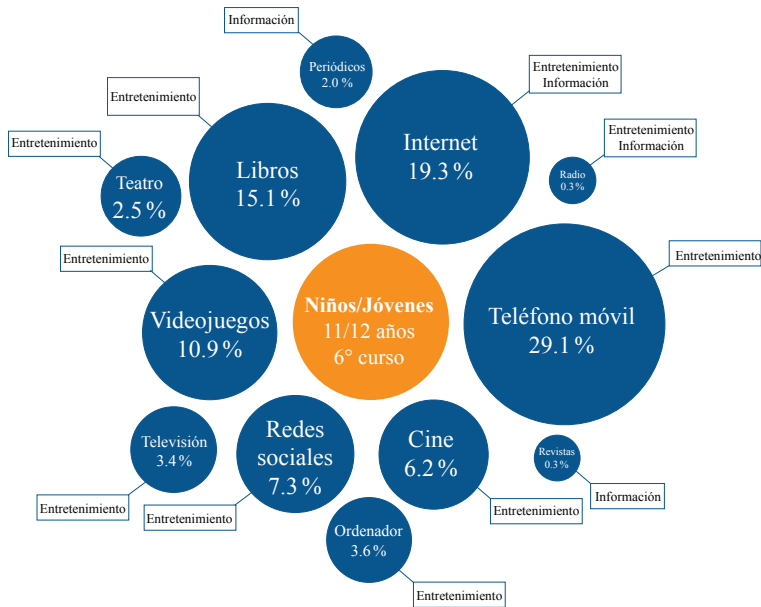 Información
Periódicos
2.0 %
Entretenimiento
Entretenimiento
Información
Libros
15.1 %
Internet
19.3 %
Entretenimiento
Información
Radio
0.3 %
Entretenimiento
Teatro
2.5 %
Entretenimiento
Videojuegos
10.9 %
Niños/Jóvenes
11/12 años
6° curso
Entretenimiento
Teléfono móvil
29.1 %
Televisión
3.4 %
Entretenimiento
Redes
sociales
7.3 %
Entretenimiento
Cine
6.2 %
Entretenimiento
Revistas
0.3 %
Información
Ordenador
3.6 %
Entretenimiento